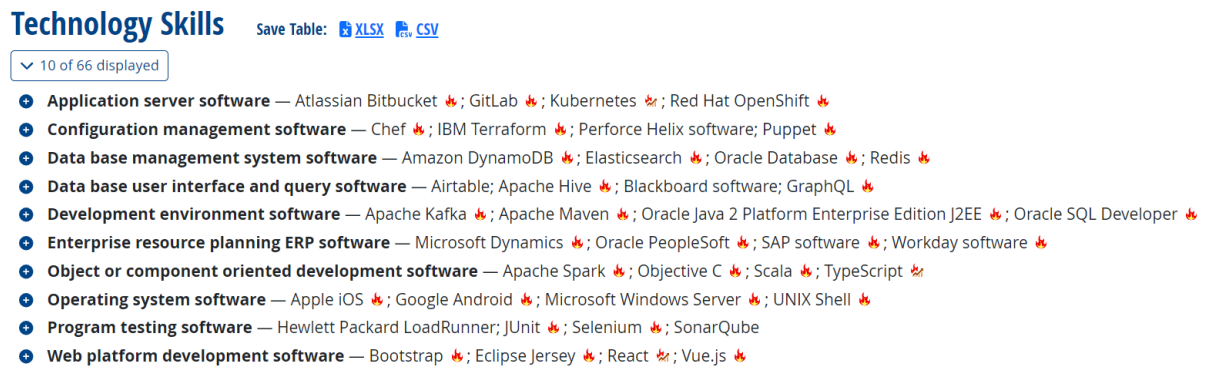 Technology Skills Save Table: XLSX CSV
10 of 66 displayed
Application server software — Atlassian Bitbucket ; GitLab ; Kubernetes ; Red Hat OpenShift
Configuration management software — Chef ; IBM Terraform ; Perforce Helix software; Puppet
Data base management system software — Amazon DynamoDB ; Elasticsearch ; Oracle Database ; Redis
Data base user interface and query software — Airtable; Apache Hive ; Blackboard software; GraphQL
Development environment software — Apache Kafka ; Apache Maven ; Oracle Java 2 Platform Enterprise Edition J2EE ; Oracle SQL Developer
Enterprise resource planning ERP software — Microsoft Dynamics ; Oracle PeopleSoft ; SAP software ; Workday software
Object or component oriented development software — Apache Spark ; Objective C ; Scala ; TypeScript
Operating system software — Apple iOS ; Google Android ; Microsoft Windows Server ; UNIX Shell
Program testing software — Hewlett Packard LoadRunner; JUnit ; Selenium ; SonarQube
Web platform development software — Bootstrap ; Eclipse Jersey ; React ; Vue.js